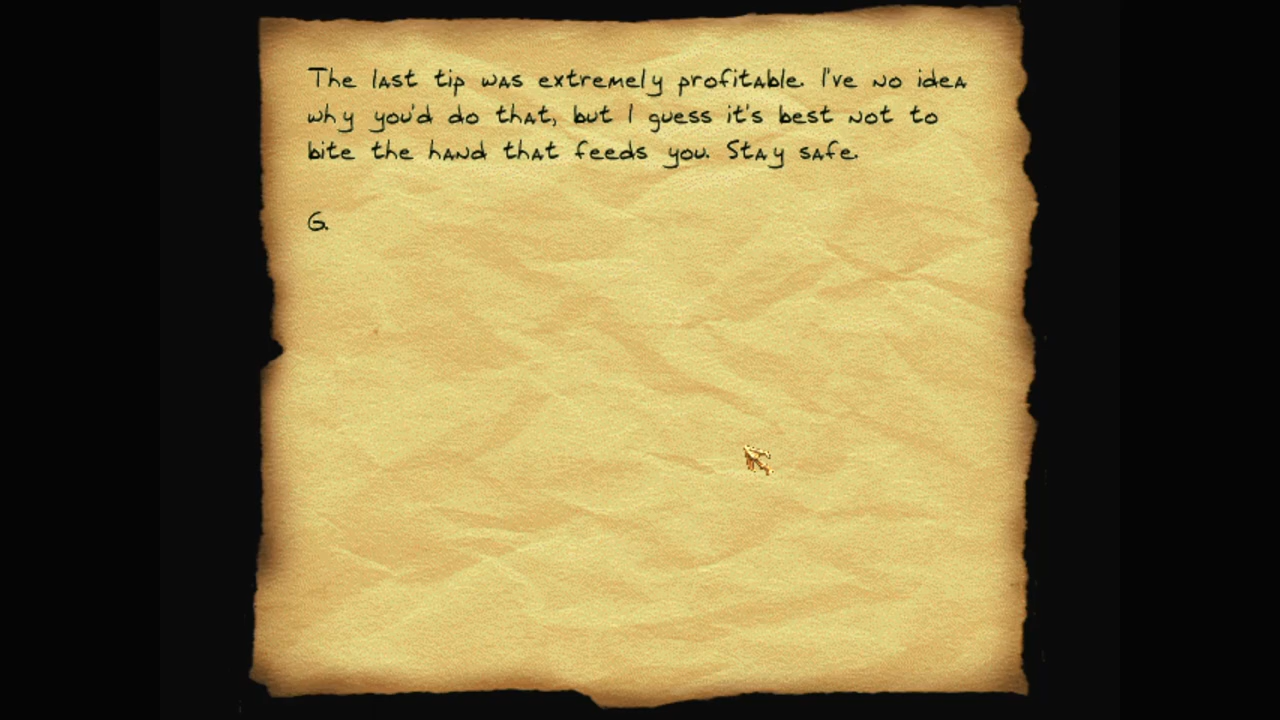 The last tip was extremely profitable. I've no idea
why you'd do that, but I guess it's best not to
bite the hand that feeds you. Stay safe.
G.